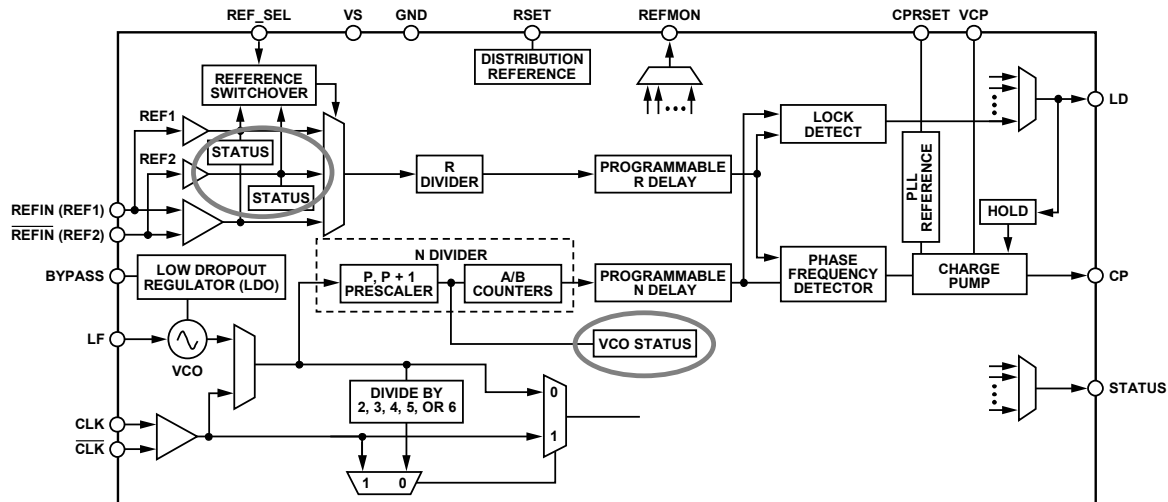 REF_SEL
VS
GND
RSET
REFMON
CPRSET
VCP
DISTRIBUTION
REFERENCE
REFERENCE
SWITCHOVER
REF1
STATUS
REF2
STATUS
R
DIVIDER
PROGRAMMABLE
R DELAY
LOCK
DETECT
PLL
REFERENCE
LD
HOLD
REFIN (REF1)
REFIN (REF2)
BYPASS
LOW DROPOUT
REGULATOR (LDO)
N DIVIDER
P, P + 1
PRESCALER
A/B
COUNTERS
PROGRAMMABLE
N DELAY
PHASE
FREQUENCY
DETECTOR
CHARGE
PUMP
CP
LF
VCO
VCO STATUS
STATUS
DIVIDE BY
2, 3, 4, 5, OR 6
0
1
CLK
CLK
1 0